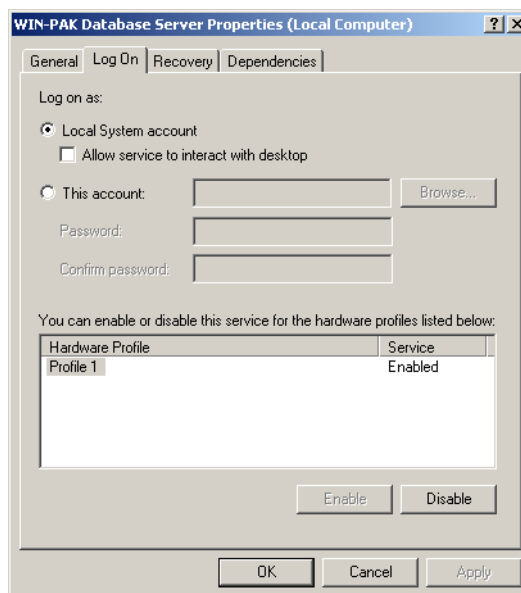 WIN-PAK Database Server Properties (Local Computer)
General Log On Recovery Dependencies
Log on as:
Local System account
Allow service to interact with desktop
This account: Browse...
Password:
Confirm password:
You can enable or disable this service for the hardware profiles listed below:
Hardware Profile Service
Profile 1 Enabled
Enable Disable
OK Cancel Apply